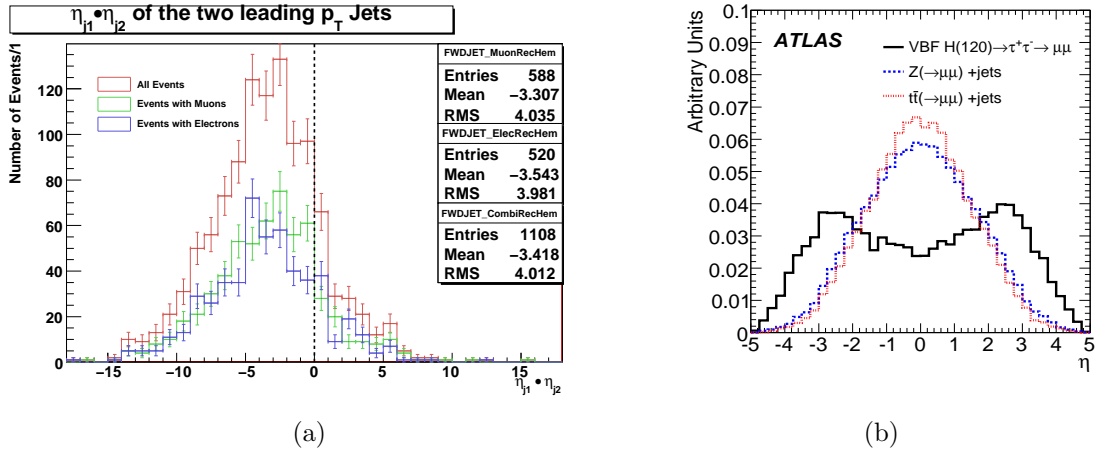 η_j1•η_j2 of the two leading p_T Jets
Number of Events/1
120
100
80
60
40
20
0
−15
−10
−5
0
5
10
15
η_j1 • η_j2
All Events
Events with Muons
Events with Electrons
FWDJET_MuonRecHem
Entries 588
Mean −3.307
RMS 4.035
FWDJET_ElecRecHem
Entries 520
Mean −3.543
RMS 3.981
FWDJET_CombiRecHem
Entries 1108
Mean −3.418
RMS 4.012
(a)
Arbitrary Units
0.1
0.09
0.08
0.07
0.06
0.05
0.04
0.03
0.02
0.01
0
-5
-4
-3
-2
-1
0
1
2
3
4
5
η
ATLAS
VBF H(120)→τ⁺τ⁻→ μμ
Z(→μμ) +jets
tt̄(→μμ) +jets
(b)